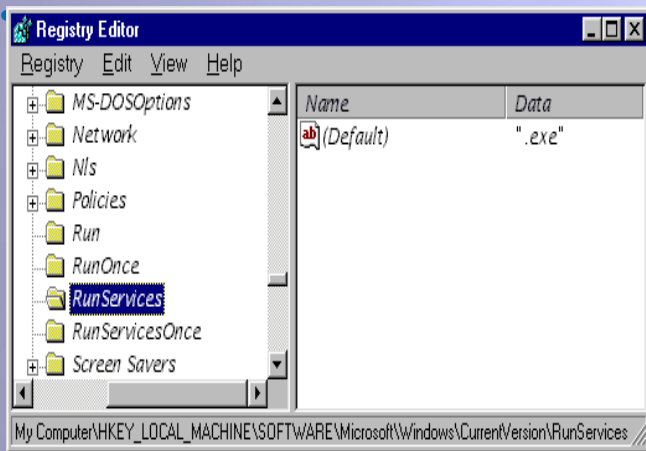 Registry Editor
Registry Edit View Help
MS-DOSOptions
Network
Nls
Policies
Run
RunOnce
RunServices
RunServicesOnce
Screen Savers
Name Data
ab (Default) ".exe"
My Computer\HKEY_LOCAL_MACHINE\SOFTWARE\Microsoft\Windows\CurrentVersion\RunServices